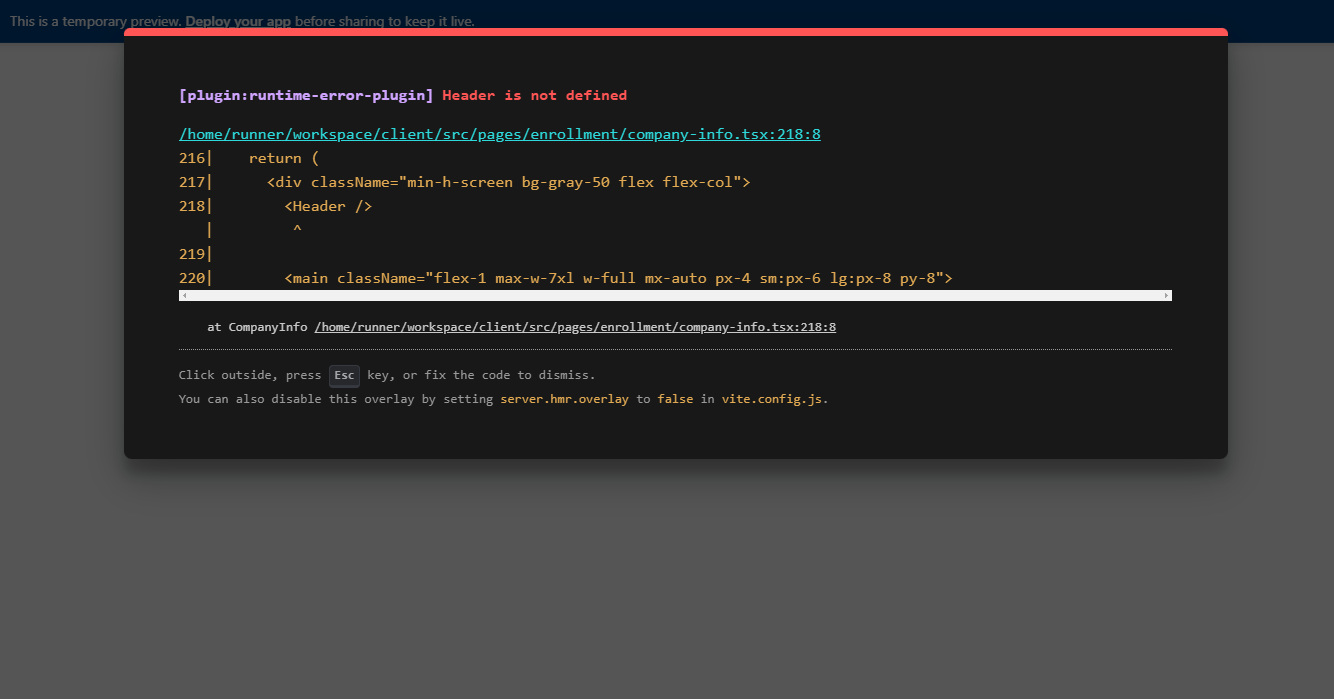 This is a temporary preview. Deploy your app before sharing to keep it live.
[plugin:runtime-error-plugin] Header is not defined
/home/runner/workspace/client/src/pages/enrollment/company-info.tsx:218:8
216|    return (
217|      <div className="min-h-screen bg-gray-50 flex flex-col">
218|        <Header />
   |         ^
219|
220|        <main className="flex-1 max-w-7xl w-full mx-auto px-4 sm:px-6 lg:px-8 py-8">
at CompanyInfo /home/runner/workspace/client/src/pages/enrollment/company-info.tsx:218:8
Click outside, press Esc key, or fix the code to dismiss.
You can also disable this overlay by setting server.hmr.overlay to false in vite.config.js.